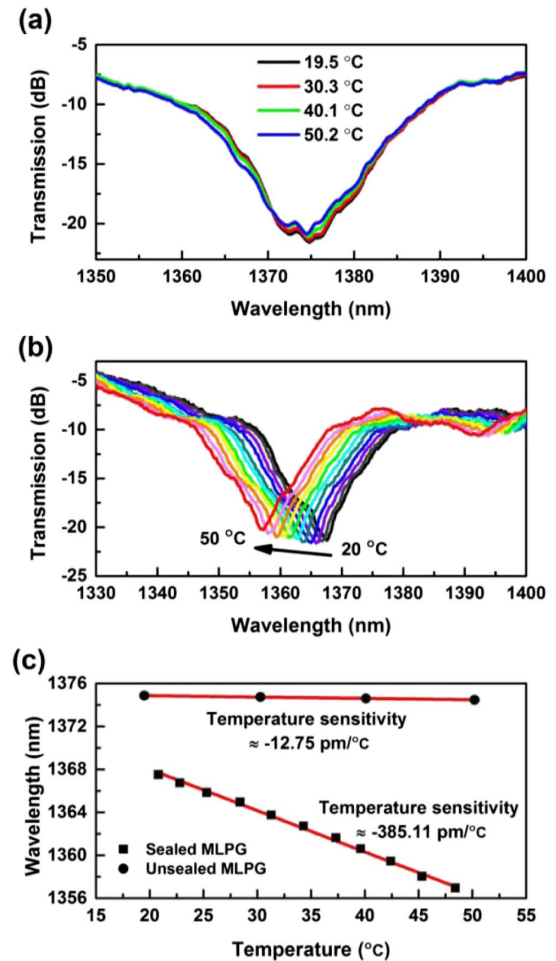 (a)
-5
-10
-15
-20
Transmission (dB)
19.5 °C
30.3 °C
40.1 °C
50.2 °C
1350 1360 1370 1380 1390 1400
Wavelength (nm)
(b)
-5
-10
-15
-20
-25
Transmission (dB)
50 °C 20 °C
1330 1340 1350 1360 1370 1380 1390 1400
Wavelength (nm)
(c)
1376
1372
1368
1364
1360
1356
Wavelength (nm)
Temperature sensitivity
≈ -12.75 pm/°C
Temperature sensitivity
≈ -385.11 pm/°C
Sealed MLPG
Unsealed MLPG
15 20 25 30 35 40 45 50 55
Temperature (°C)